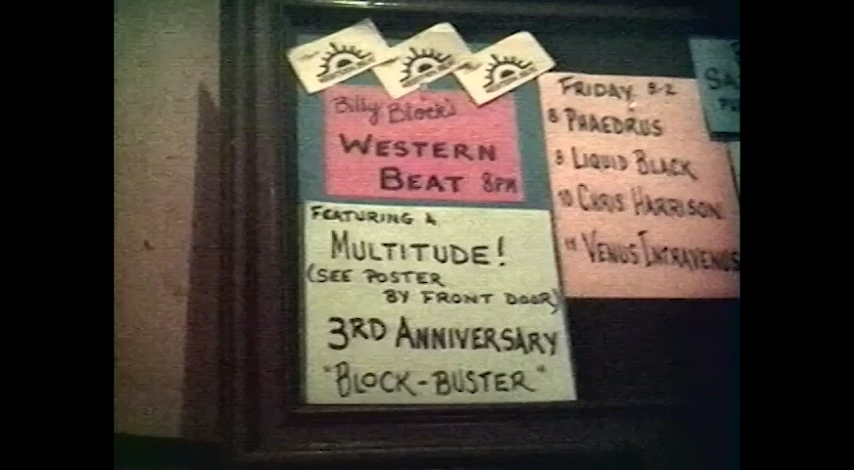 Billy Block's
WESTERN
BEAT 8PM
FEATURING A
MULTITUDE!
(SEE POSTER
BY FRONT DOOR)
3RD ANNIVERSARY
"BLOCK-BUSTER"
FRIDAY 8-2
8 PHAEDRUS
9 LIQUID BLACK
10 CHRIS HARRISON
11 VENUS INTRAVENUS
SA